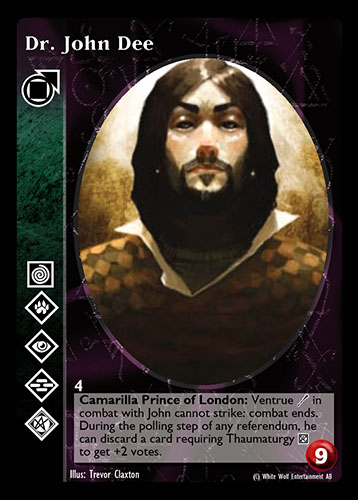 Dr. John Dee
4
Camarilla Prince of London: Ventrue in
combat with John cannot strike: combat ends.
During the polling step of any referendum, he
can discard a card requiring Thaumaturgy
to get +2 votes.
9
Illus: Trevor Claxton
(C) White Wolf Entertainment AB